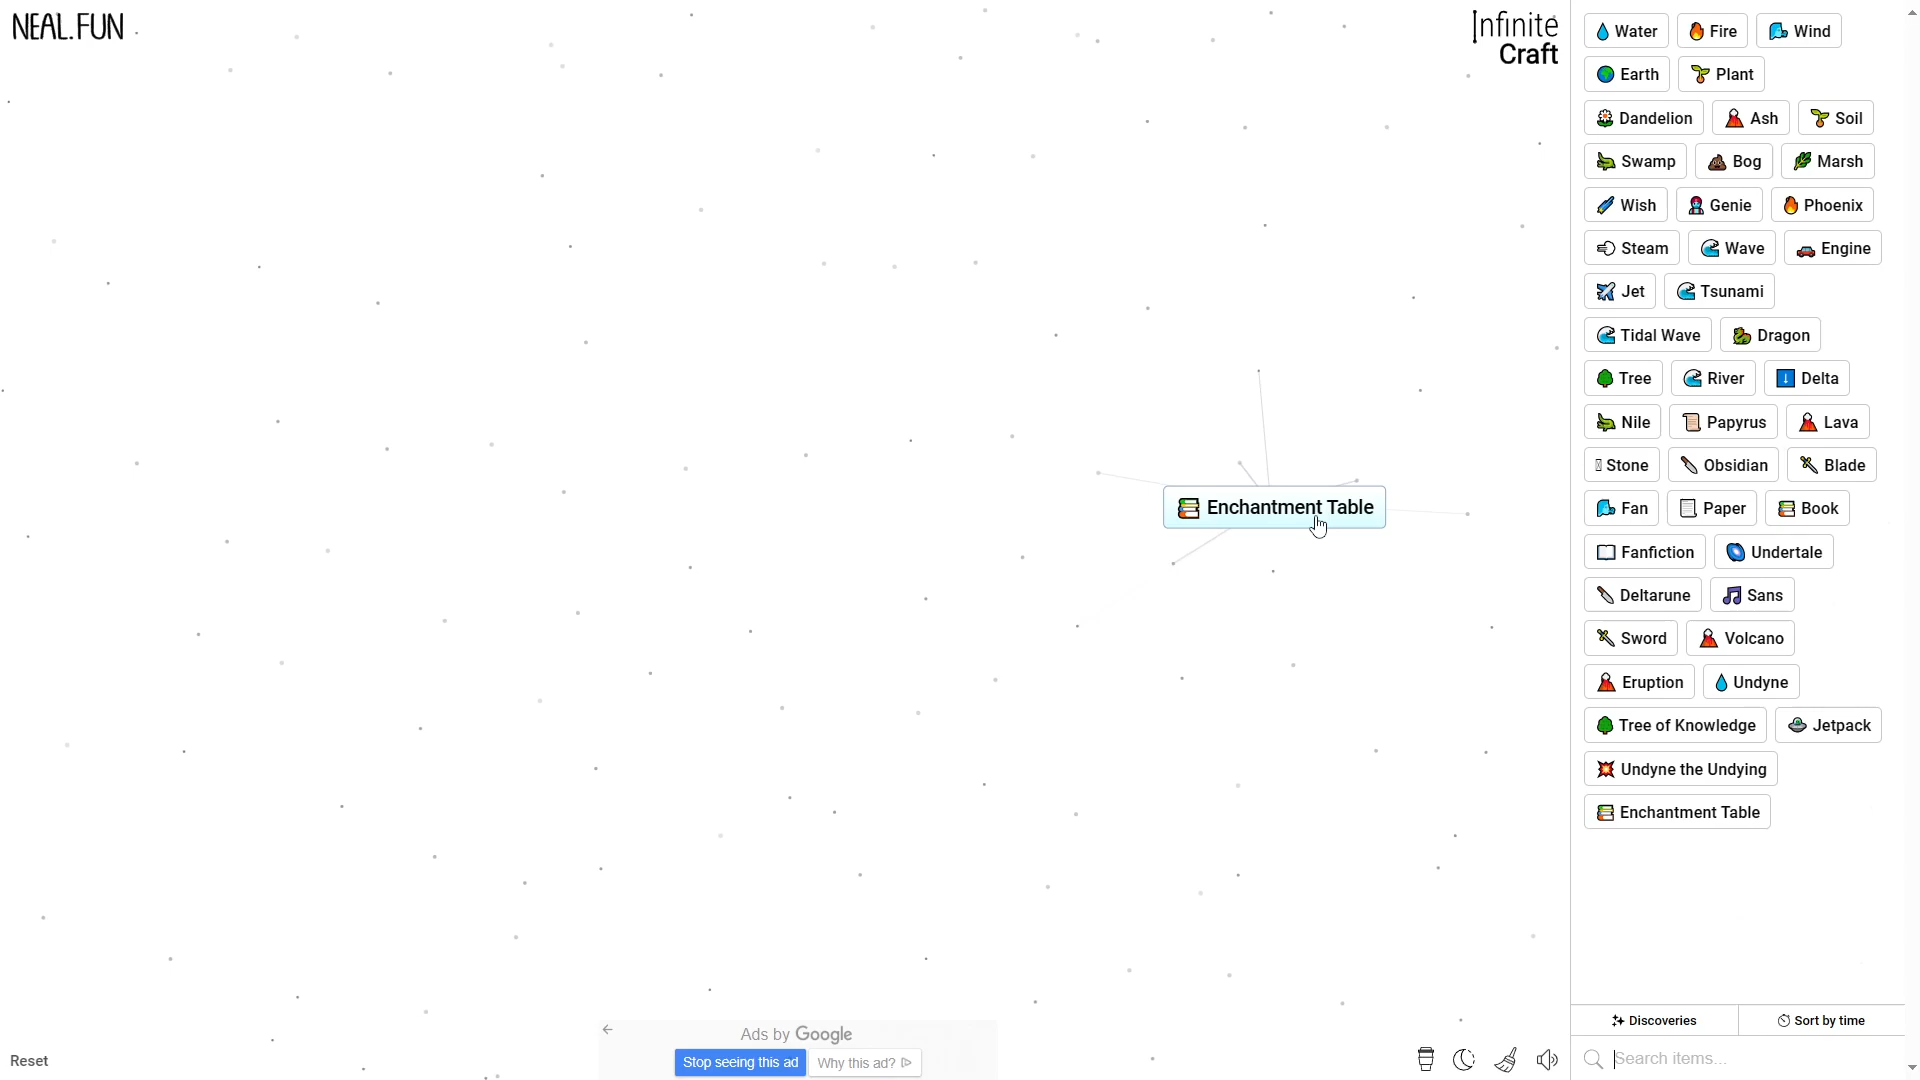 NEAL.FUN
Infinite
Craft
Enchantment Table
Water Fire Wind
Earth Plant
Dandelion Ash Soil
Swamp Bog Marsh
Wish Genie Phoenix
Steam Wave Engine
Jet Tsunami
Tidal Wave Dragon
Tree River Delta
Nile Papyrus Lava
Stone Obsidian Blade
Fan Paper Book
Fanfiction Undertale
Deltarune Sans
Sword Volcano
Eruption Undyne
Tree of Knowledge Jetpack
Undyne the Undying
Enchantment Table
Discoveries Sort by time
Search items...
Ads by Google
Stop seeing this ad Why this ad?
Reset